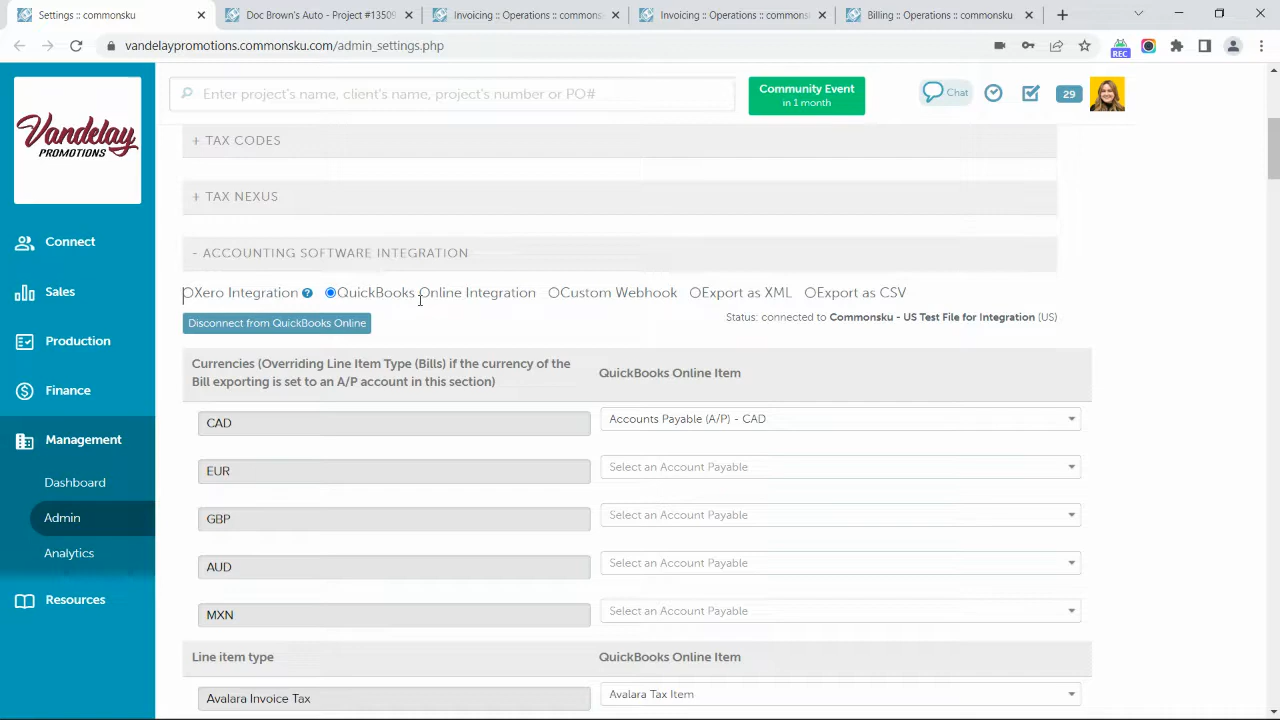 Settings :: commonsku
Doc Brown's Auto - Project #13509
Invoicing :: Operations :: commonsu
Invoicing :: Operations :: commonsu
Billing :: Operations :: commonsku
vandelaypromotions.commonsku.com/admin_settings.php
REC
Vandelay
PROMOTIONS
Enter project's name, client's name, project's number or PO#
Community Event
in 1 month
Chat
29
+ TAX CODES
+ TAX NEXUS
- ACCOUNTING SOFTWARE INTEGRATION
Xero Integration ? QuickBooks Online Integration Custom Webhook Export as XML Export as CSV
Disconnect from QuickBooks Online
Status: connected to Commonsku - US Test File for Integration (US)
Currencies (Overriding Line Item Type (Bills) if the currency of the
Bill exporting is set to an A/P account in this section)
QuickBooks Online Item
CAD
Accounts Payable (A/P) - CAD
EUR
Select an Account Payable
GBP
Select an Account Payable
AUD
Select an Account Payable
MXN
Select an Account Payable
Line item type
QuickBooks Online Item
Avalara Invoice Tax
Avalara Tax Item
Connect
Sales
Production
Finance
Management
Dashboard
Admin
Analytics
Resources